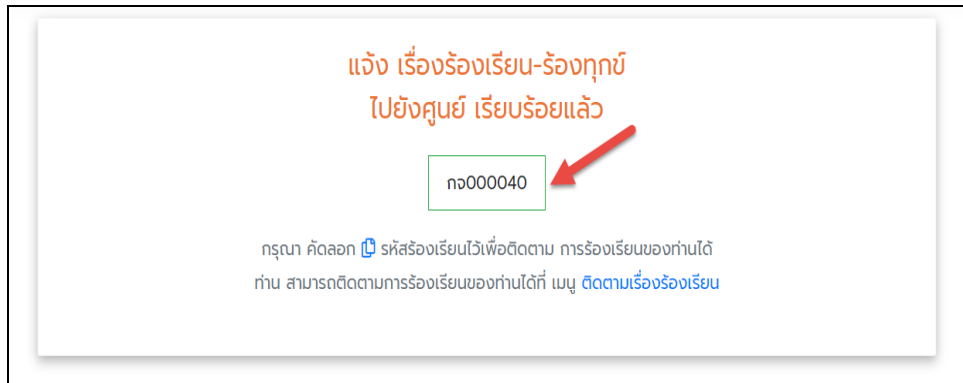 แจ้ง เรื่องร้องเรียน-ร้องทุกข์
ไปยังศูนย์ เรียบร้อยแล้ว
กจ000040
กรุณา คัดลอก รหัสร้องเรียนไว้เพื่อติดตาม การร้องเรียนของท่านได้
ท่าน สามารถติดตามการร้องเรียนของท่านได้ที่ เมนู ติดตามเรื่องร้องเรียน